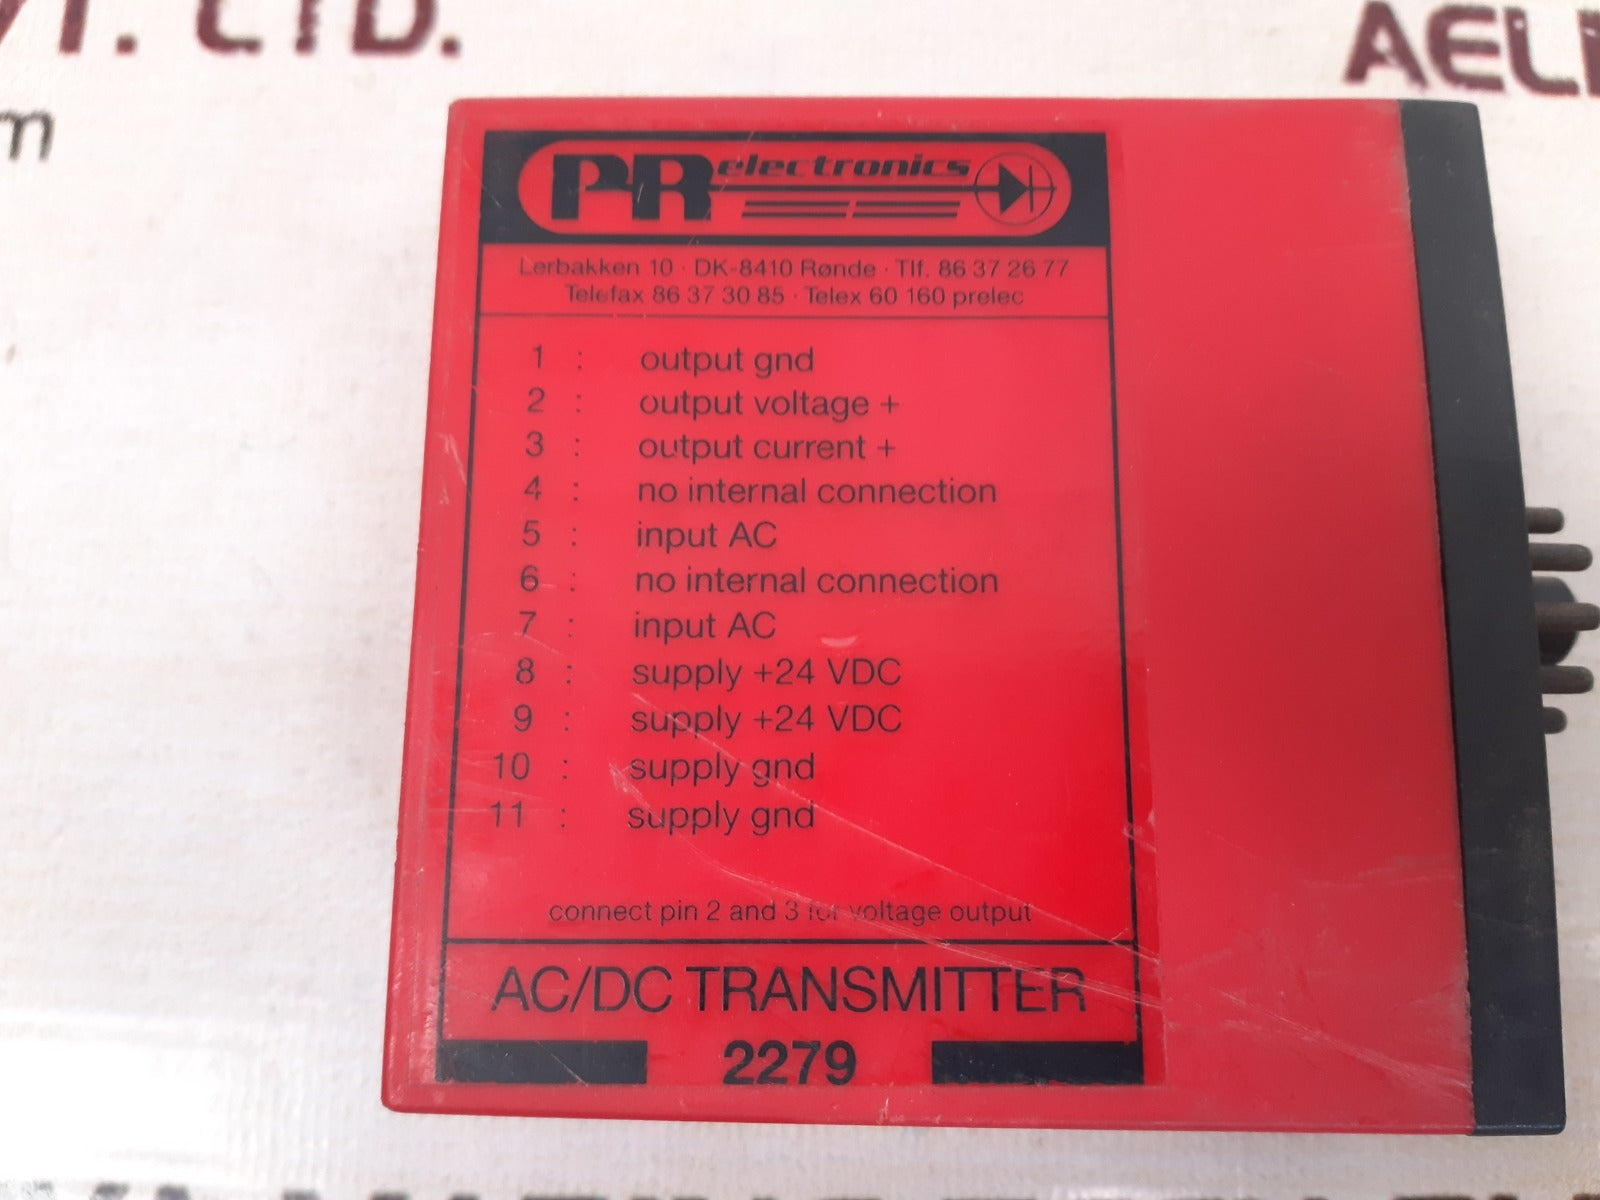 LTD.
PR electronics
Lerbakken 10 · DK-8410 Rønde · Tlf. 86 37 26 77
Telefax 86 37 30 85 · Telex 60 160 prelec
1 : output gnd
2 : output voltage +
3 : output current +
4 : no internal connection
5 : input AC
6 : no internal connection
7 : input AC
8 : supply +24 VDC
9 : supply +24 VDC
10 : supply gnd
11 : supply gnd
connect pin 2 and 3 for voltage output
AC/DC TRANSMITTER
2279